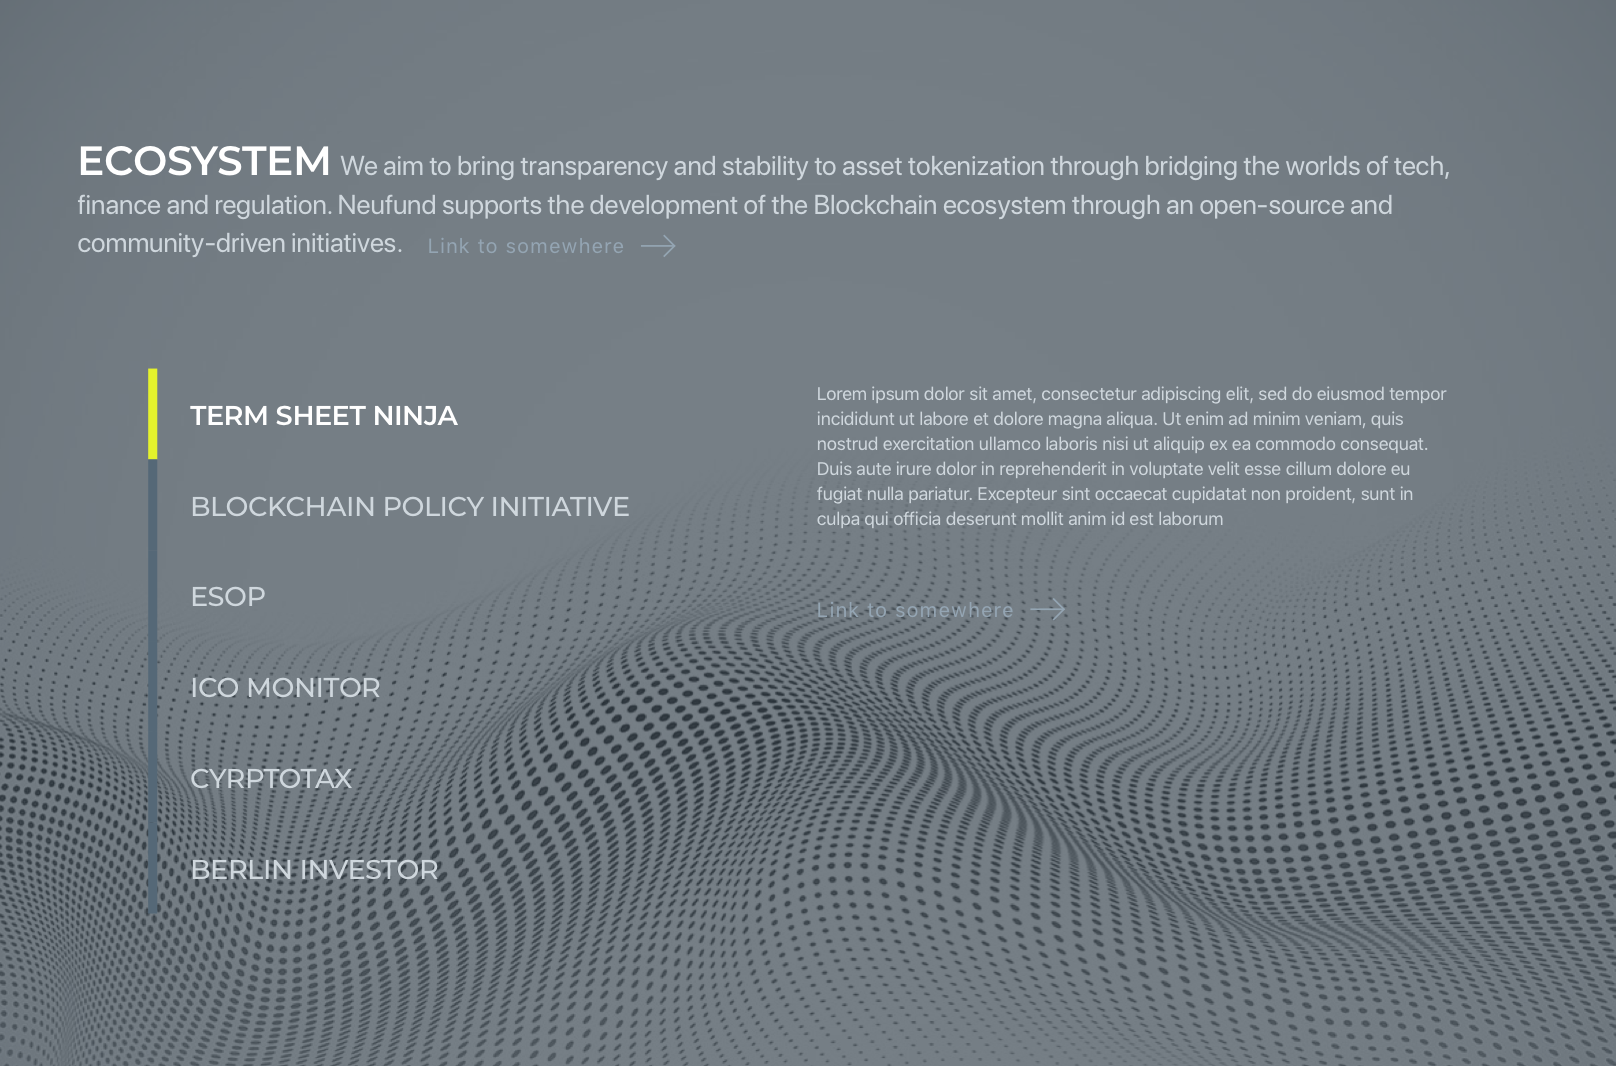 ECOSYSTEM We aim to bring transparency and stability to asset tokenization through bridging the worlds of tech,
finance and regulation. Neufund supports the development of the Blockchain ecosystem through an open-source and
community-driven initiatives. Link to somewhere
TERM SHEET NINJA
BLOCKCHAIN POLICY INITIATIVE
ESOP
ICO MONITOR
CYRPTOTAX
BERLIN INVESTOR
Lorem ipsum dolor sit amet, consectetur adipiscing elit, sed do eiusmod tempor
incididunt ut labore et dolore magna aliqua. Ut enim ad minim veniam, quis
nostrud exercitation ullamco laboris nisi ut aliquip ex ea commodo consequat.
Duis aute irure dolor in reprehenderit in voluptate velit esse cillum dolore eu
fugiat nulla pariatur. Excepteur sint occaecat cupidatat non proident, sunt in
culpa qui officia deserunt mollit anim id est laborum
Link to somewhere